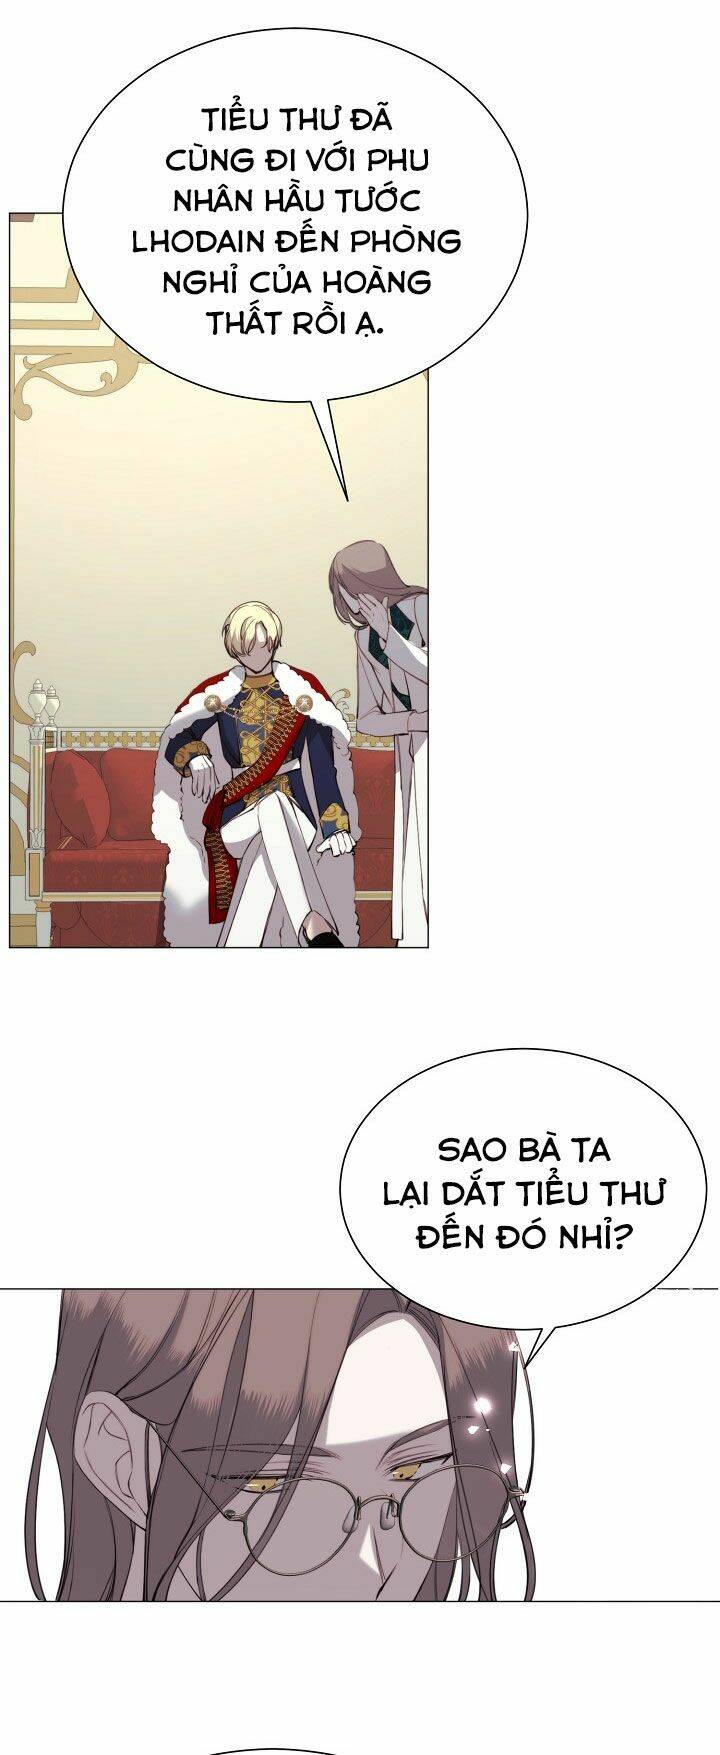 TIỂU THƯ ĐÃ
CÙNG ĐI VỚI PHU
NHÂN HẦU TƯỚC
LHODAIN ĐẾN PHÒNG
NGHỈ CỦA HOÀNG
THẤT RỒI Ạ.
SAO BÀ TA
LẠI DẮT TIỂU THƯ
ĐẾN ĐÓ NHỈ?